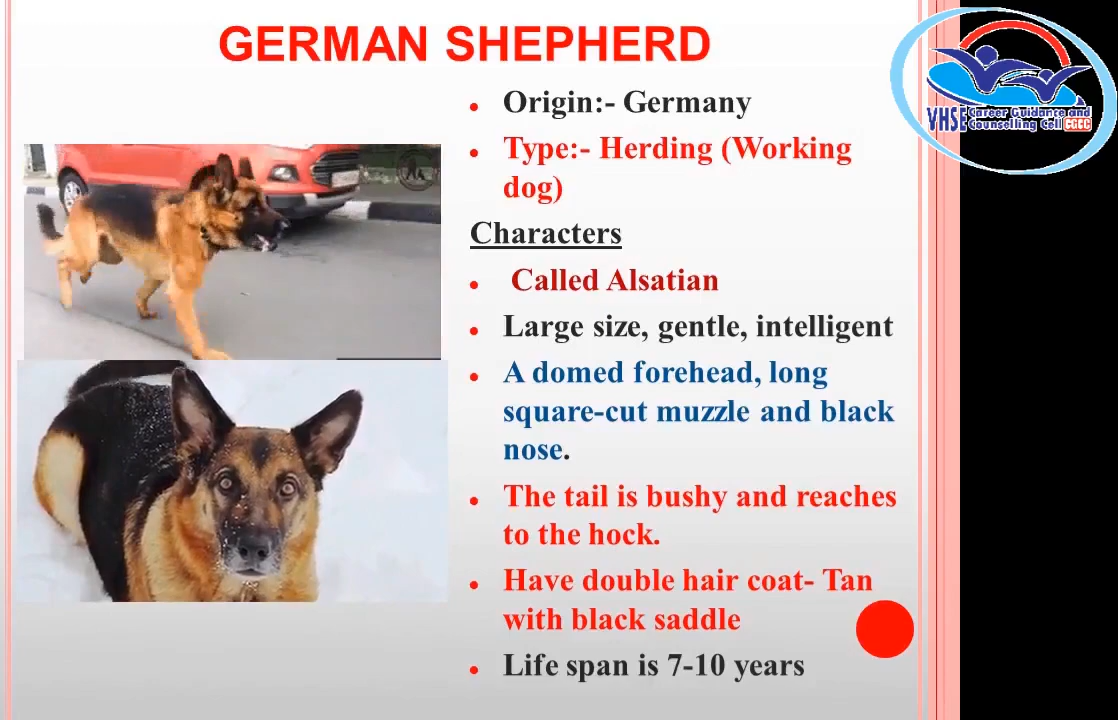 GERMAN SHEPHERD
Origin:- Germany
Type:- Herding (Working
dog)
Characters
Called Alsatian
Large size, gentle, intelligent
A domed forehead, long
square-cut muzzle and black
nose.
The tail is bushy and reaches
to the hock.
Have double hair coat- Tan
with black saddle
Life span is 7-10 years
VHSE Career Guidance and
Counselling Cell CGCC